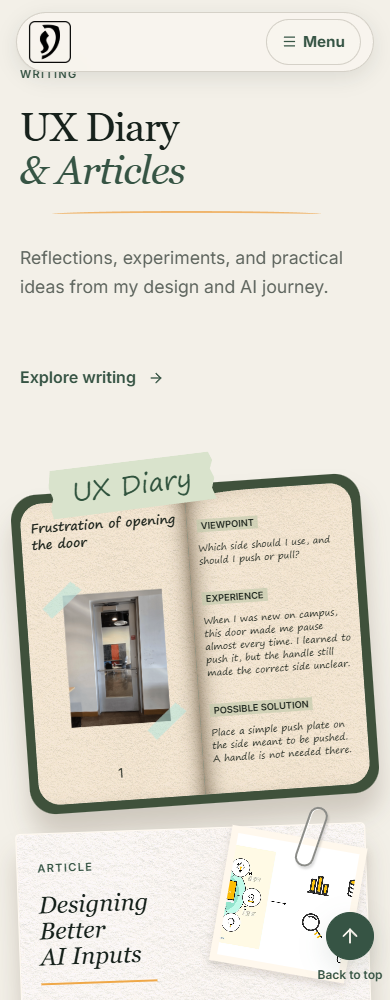 Menu
WRITING
UX Diary
& Articles
Reflections, experiments, and practical
ideas from my design and AI journey.
Explore writing →
UX Diary
Frustration of opening
the door
1
VIEWPOINT
Which side should I use, and
should I push or pull?
EXPERIENCE
When I was new on campus,
this door made me pause
almost every time. I learned to
push it, but the handle still
made the correct side unclear.
POSSIBLE SOLUTION
Place a simple push plate on
the side meant to be pushed.
A handle is not needed there.
ARTICLE
Designing
Better
AI Inputs
Back to top